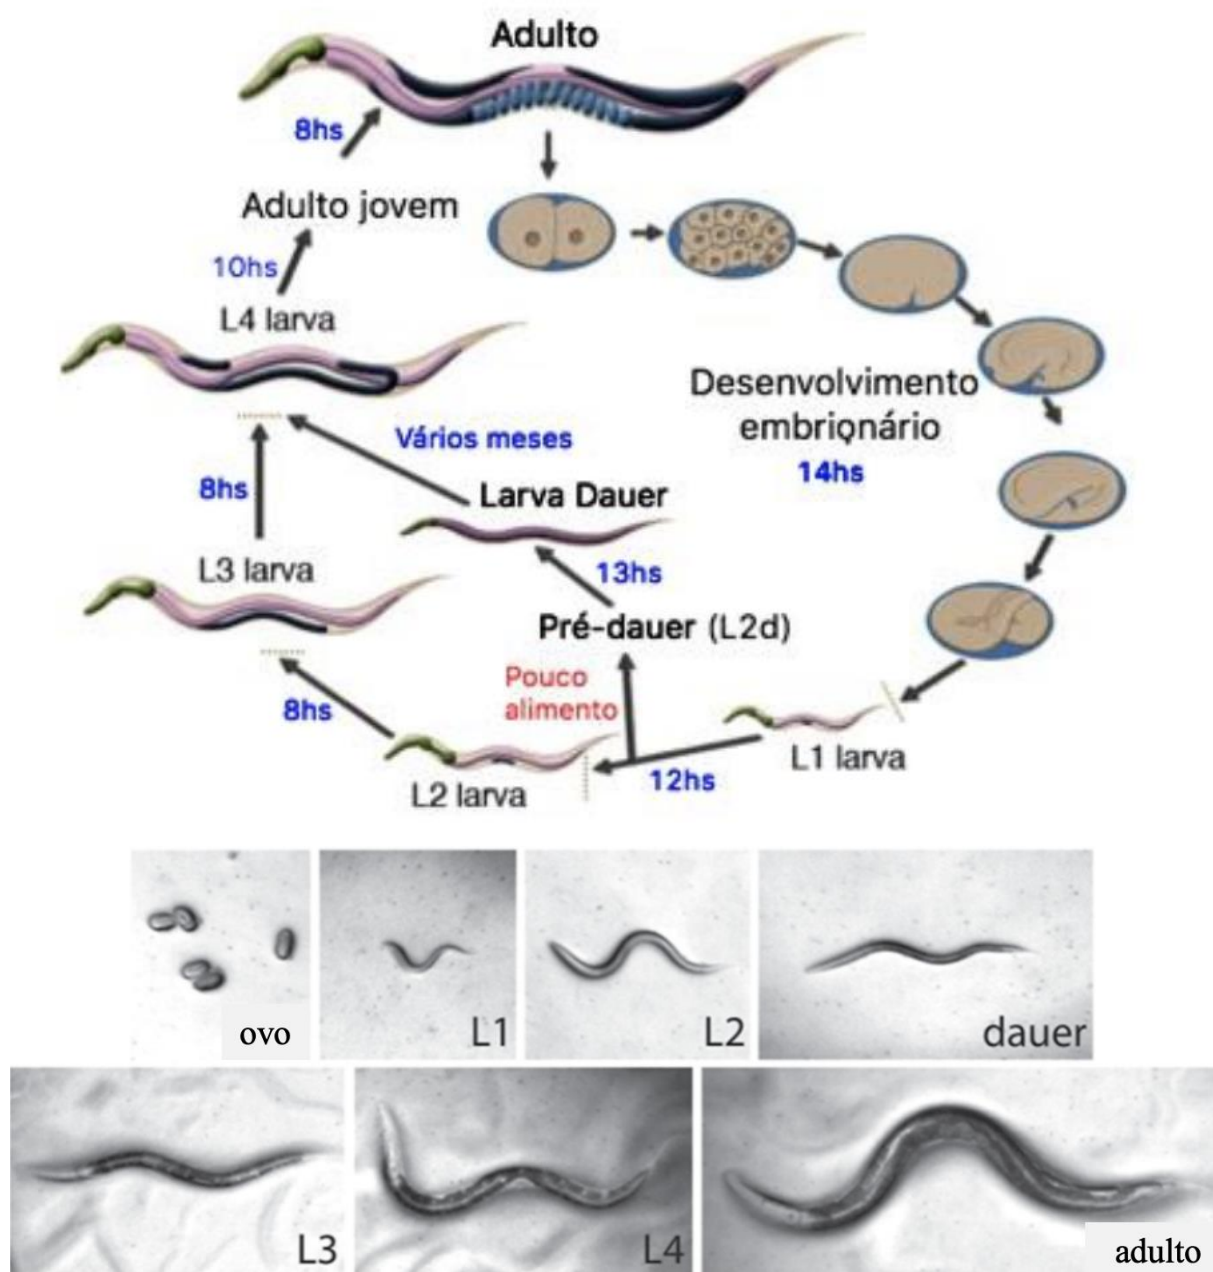 Adulto
8hs
Adulto jovem
10hs
L4 larva
Desenvolvimento
embrionário
14hs
Vários meses
8hs
Larva Dauer
L3 larva
13hs
Pré-dauer (L2d)
Pouco
alimento
8hs
L1 larva
12hs
L2 larva
ovo
L1
L2
dauer
L3
L4
adulto